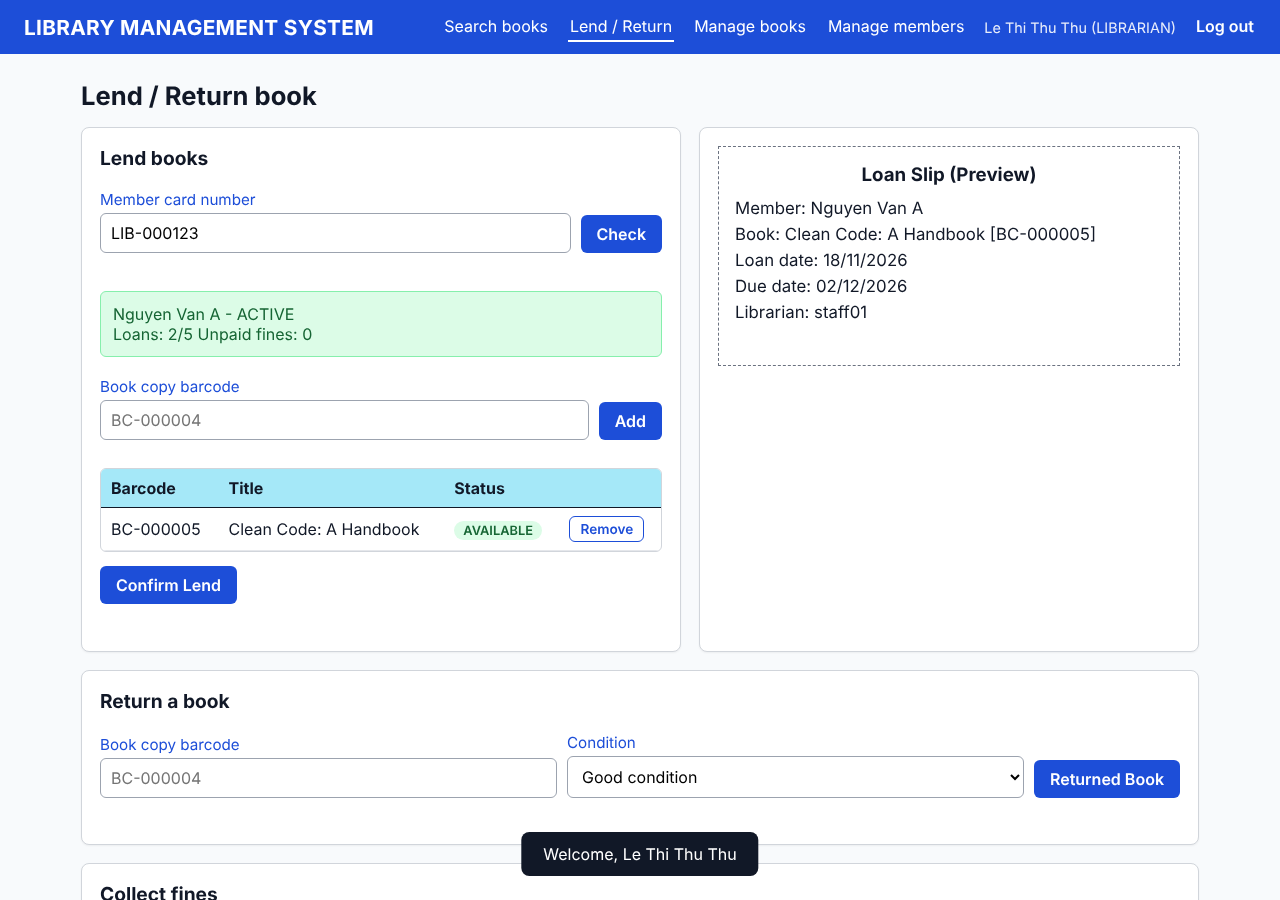 LIBRARY MANAGEMENT SYSTEM
Search books
Lend / Return
Manage books
Manage members
Le Thi Thu Thu (LIBRARIAN)
Log out
Lend / Return book
Lend books
Member card number
LIB-000123
Check
Nguyen Van A - ACTIVE
Loans: 2/5 Unpaid fines: 0
Book copy barcode
BC-000004
Add
Barcode Title Status
BC-000005 Clean Code: A Handbook AVAILABLE Remove
Confirm Lend
Loan Slip (Preview)
Member: Nguyen Van A
Book: Clean Code: A Handbook [BC-000005]
Loan date: 18/11/2026
Due date: 02/12/2026
Librarian: staff01
Return a book
Book copy barcode
BC-000004
Condition
Good condition
Returned Book
Welcome, Le Thi Thu Thu
Collect fines